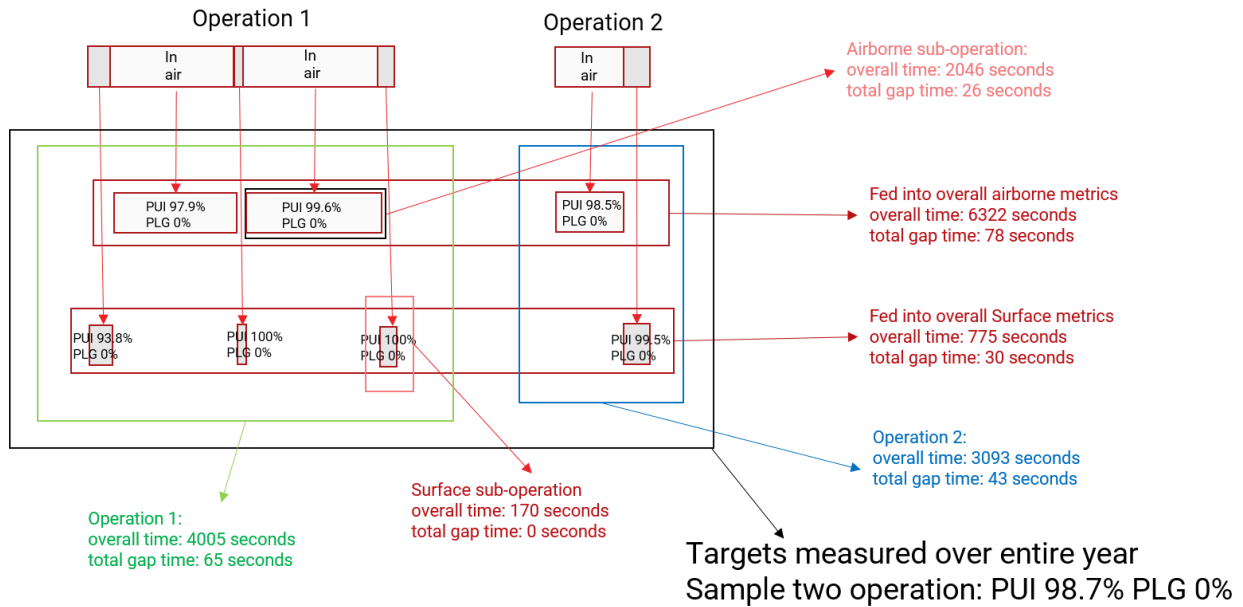 Operation 1
Operation 2
In
air
In
air
In
air
Airborne sub-operation:
overall time: 2046 seconds
total gap time: 26 seconds
PUI 97.9%
PLG 0%
PUI 99.6%
PLG 0%
PUI 98.5%
PLG 0%
Fed into overall airborne metrics
overall time: 6322 seconds
total gap time: 78 seconds
PUI 93.8%
PLG 0%
PUI 100%
PLG 0%
PUI 100%
PLG 0%
PUI 99.5%
PLG 0%
Fed into overall Surface metrics
overall time: 775 seconds
total gap time: 30 seconds
Operation 2:
overall time: 3093 seconds
total gap time: 43 seconds
Surface sub-operation
overall time: 170 seconds
total gap time: 0 seconds
Operation 1:
overall time: 4005 seconds
total gap time: 65 seconds
Targets measured over entire year
Sample two operation: PUI 98.7% PLG 0%